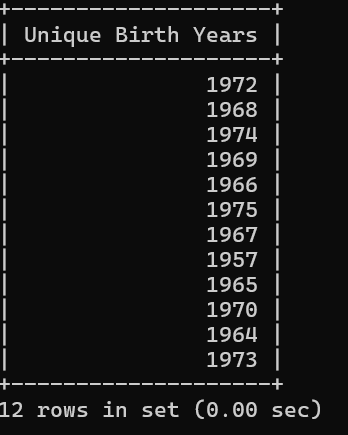 +--------------------+
| Unique Birth Years |
+--------------------+
|               1972 |
|               1968 |
|               1974 |
|               1969 |
|               1966 |
|               1975 |
|               1967 |
|               1957 |
|               1965 |
|               1970 |
|               1964 |
|               1973 |
+--------------------+
12 rows in set (0.00 sec)